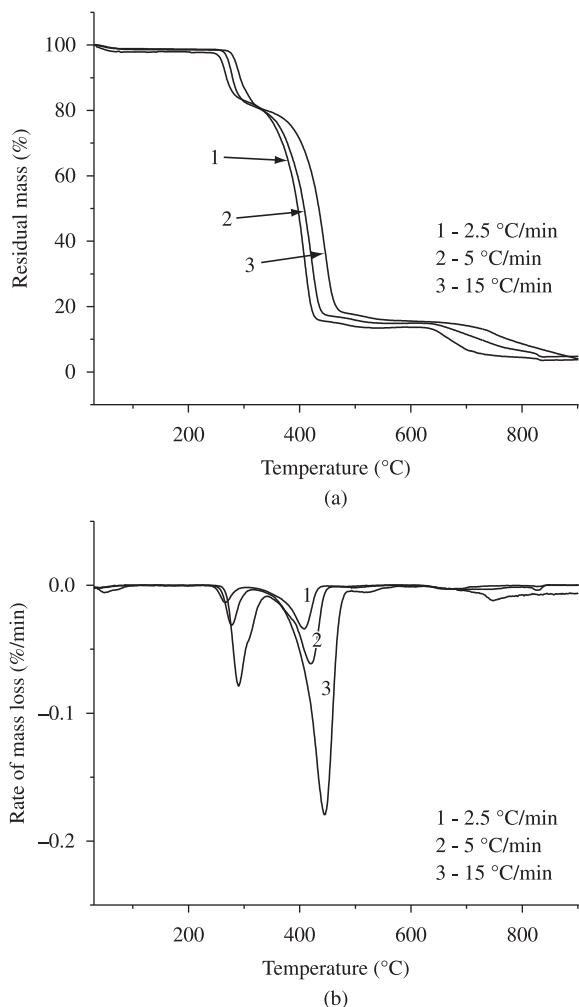 100
80
60
40
20
0
Residual mass (%)
1
2
3
1 - 2.5 °C/min
2 - 5 °C/min
3 - 15 °C/min
200
400
600
800
Temperature (°C)
(a)
0.0
−0.1
−0.2
Rate of mass loss (%/min)
1
2
3
1 - 2.5 °C/min
2 - 5 °C/min
3 - 15 °C/min
200
400
600
800
Temperature (°C)
(b)